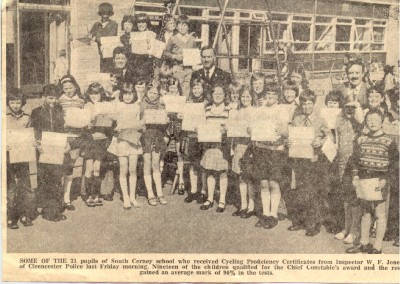 SOME OF THE 21 pupils of South Cerney school who received Cycling Proficiency Certificates from Inspector W. F. Jones
of Cirencester Police last Friday morning. Nineteen of the children qualified for the Chief Constable's award and the
gained an average mark of 90% in the tests.